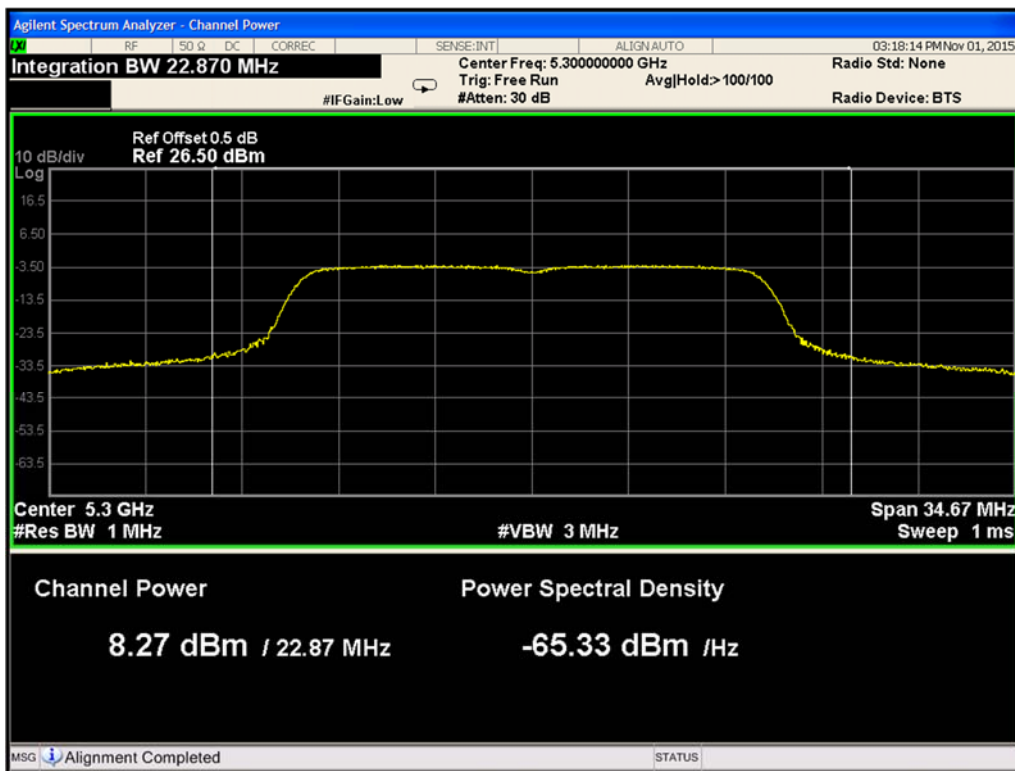 Agilent Spectrum Analyzer - Channel Power
LXI RF 50 Ω DC CORREC SENSE:INT ALIGN AUTO 03:18:14 PM Nov 01, 2015
Integration BW 22.870 MHz Center Freq: 5.300000000 GHz Radio Std: None
Trig: Free Run Avg|Hold:> 100/100
#IFGain:Low #Atten: 30 dB Radio Device: BTS
Ref Offset 0.5 dB
10 dB/div Ref 26.50 dBm
Log
16.5
6.50
-3.50
-13.5
-23.5
-33.5
-43.5
-53.5
-63.5
Center 5.3 GHz Span 34.67 MHz
#Res BW 1 MHz #VBW 3 MHz Sweep 1 ms
Channel Power Power Spectral Density
8.27 dBm / 22.87 MHz -65.33 dBm /Hz
MSG Alignment Completed STATUS